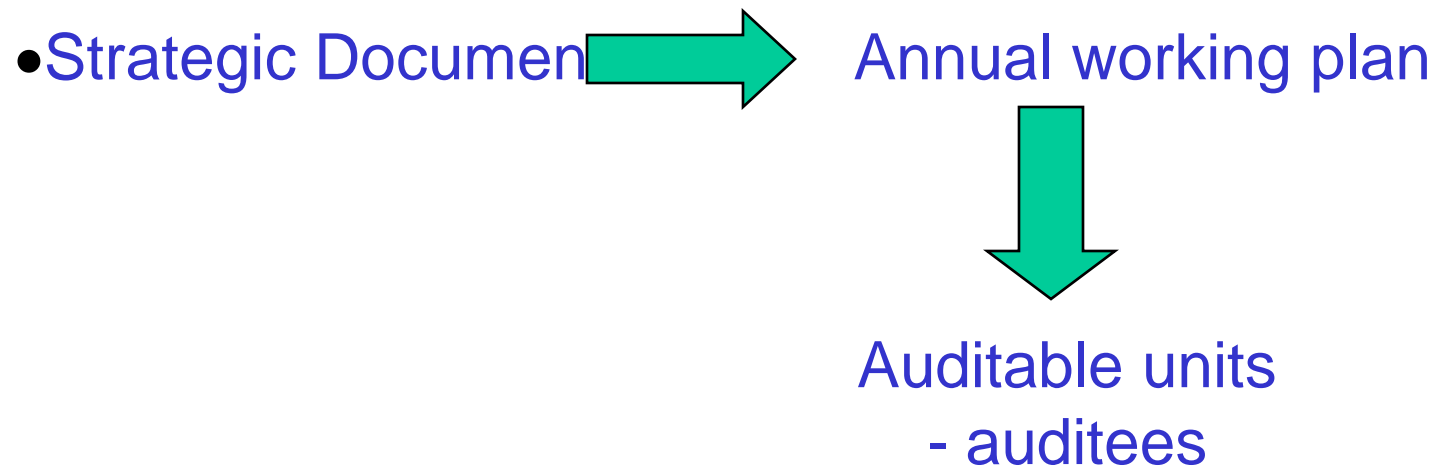 •Strategic Documen Annual working plan
Auditable units
- auditees